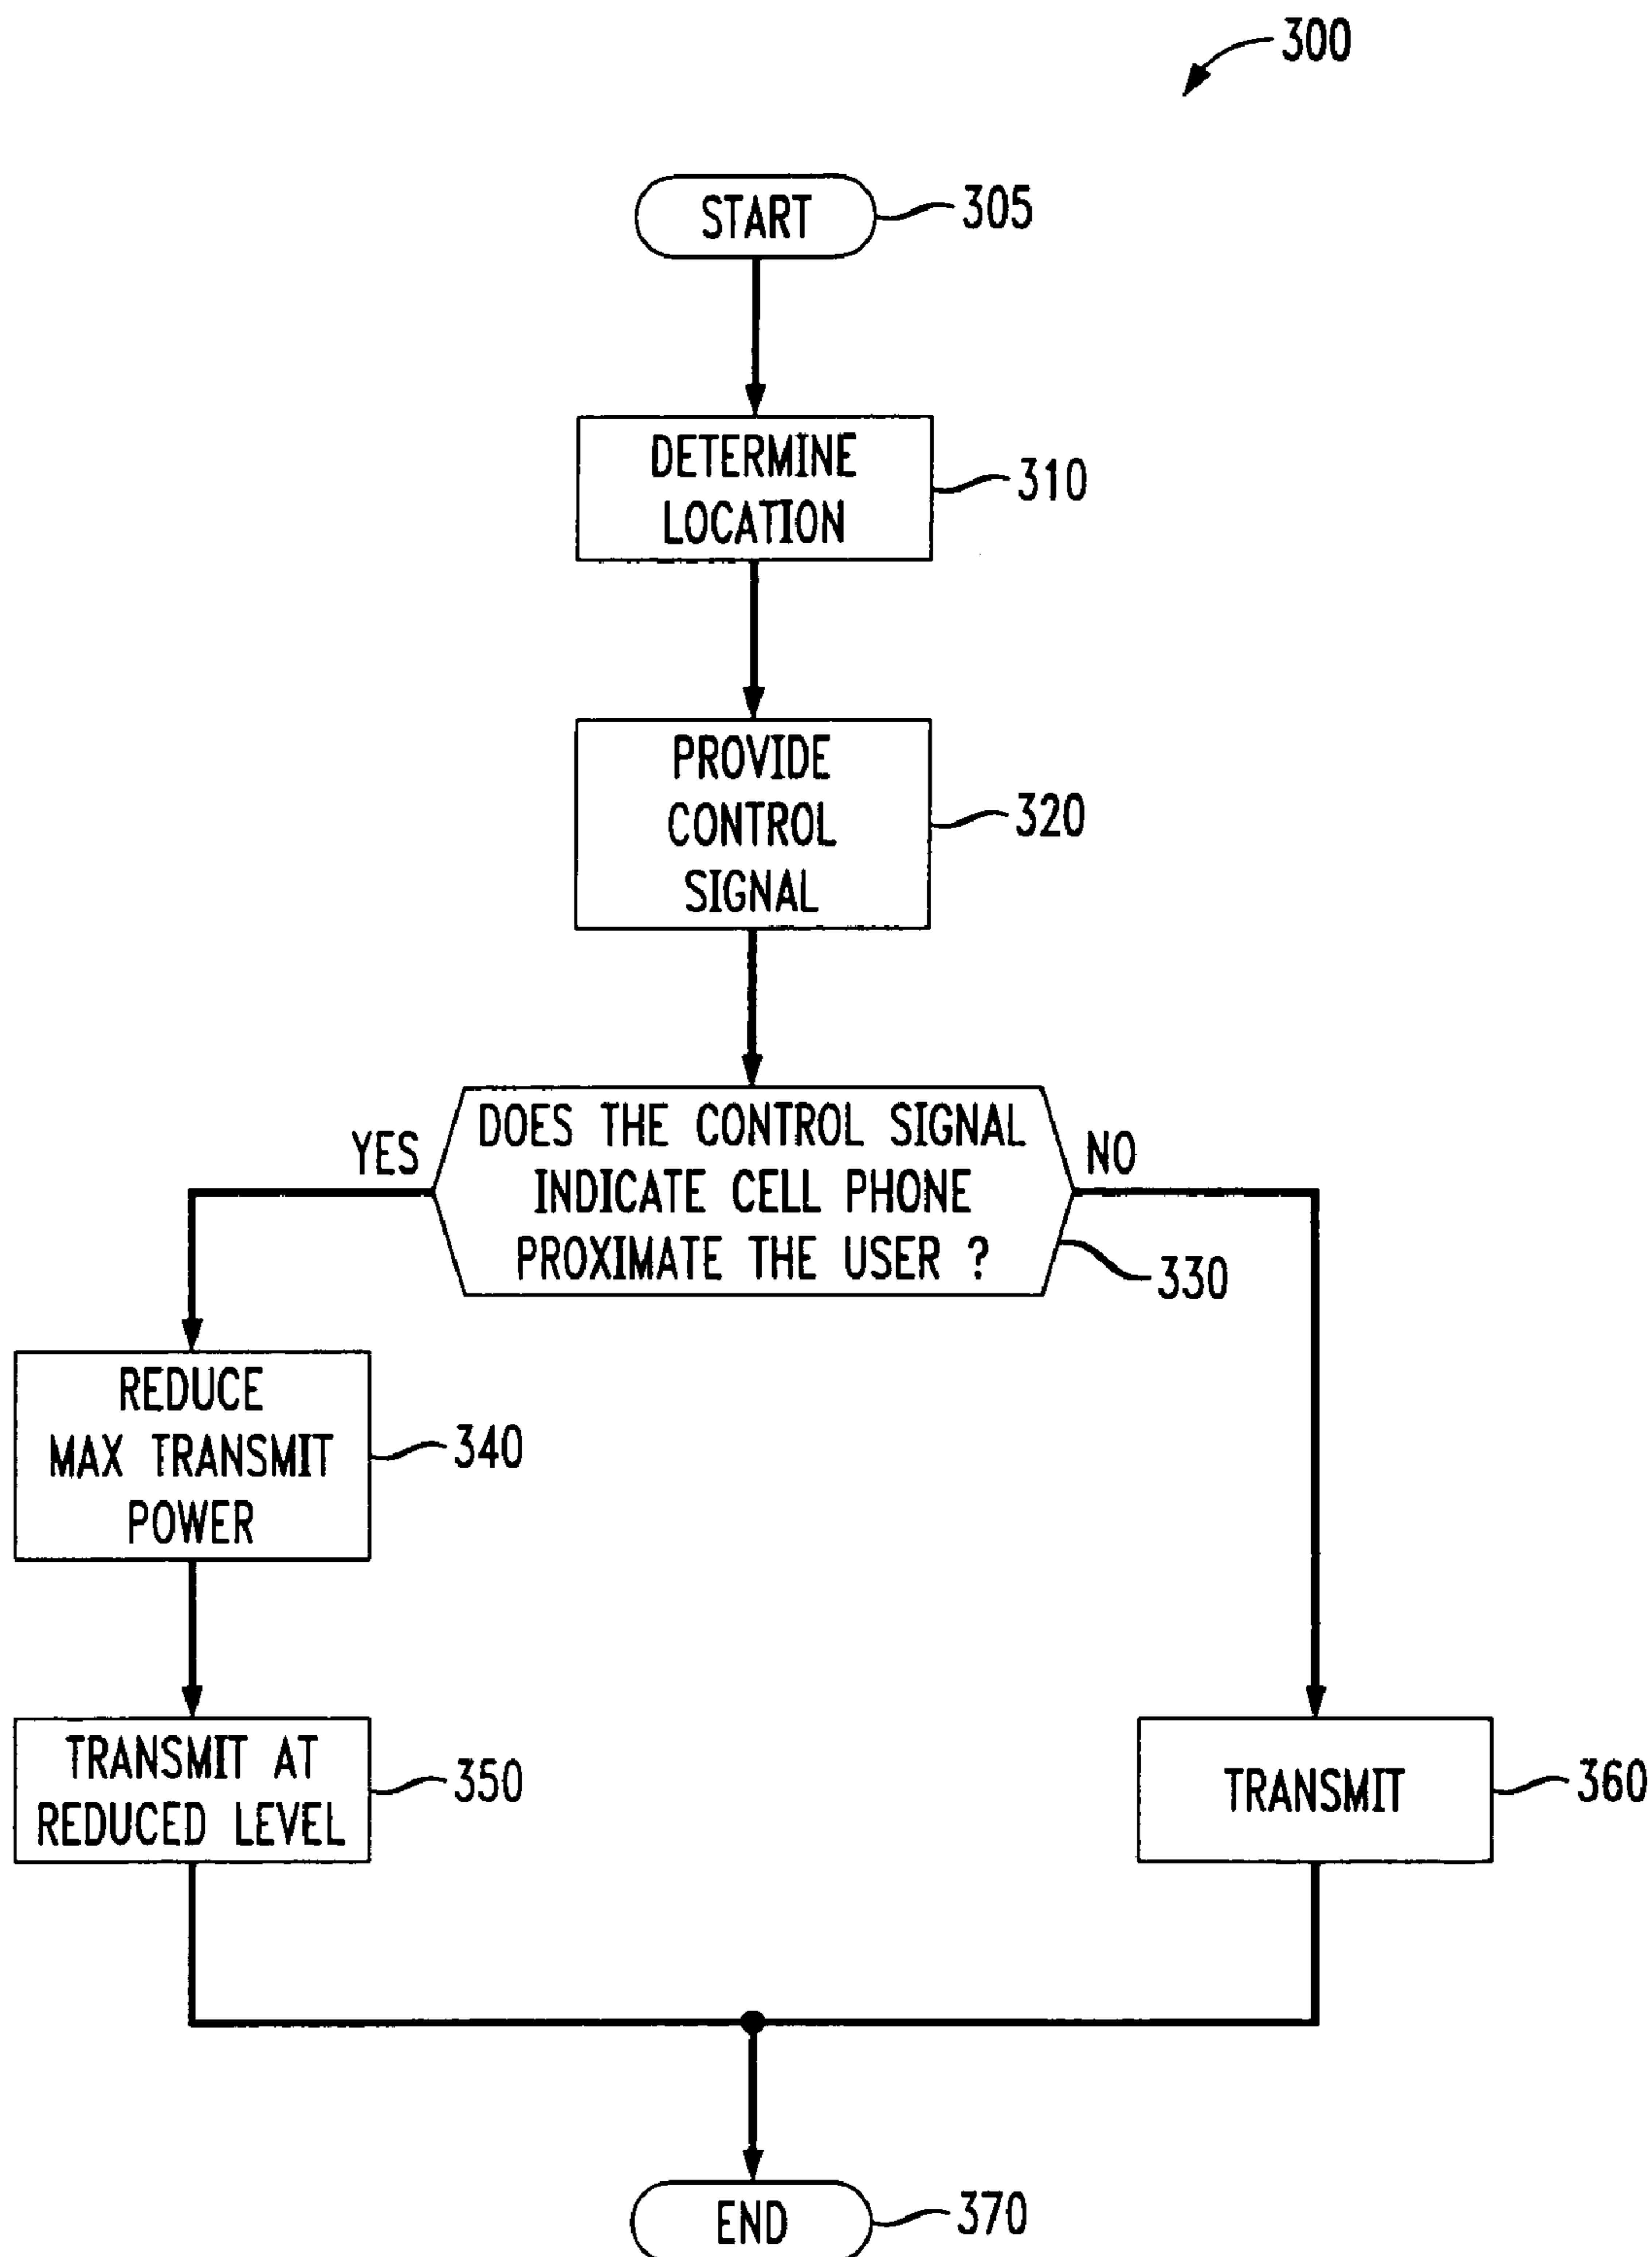 300
START
305
DETERMINE
LOCATION
310
PROVIDE
CONTROL
SIGNAL
320
DOES THE CONTROL SIGNAL
INDICATE CELL PHONE
PROXIMATE THE USER ?
YES
NO
330
REDUCE
MAX TRANSMIT
POWER
340
TRANSMIT AT
REDUCED LEVEL
350
TRANSMIT
360
END
370